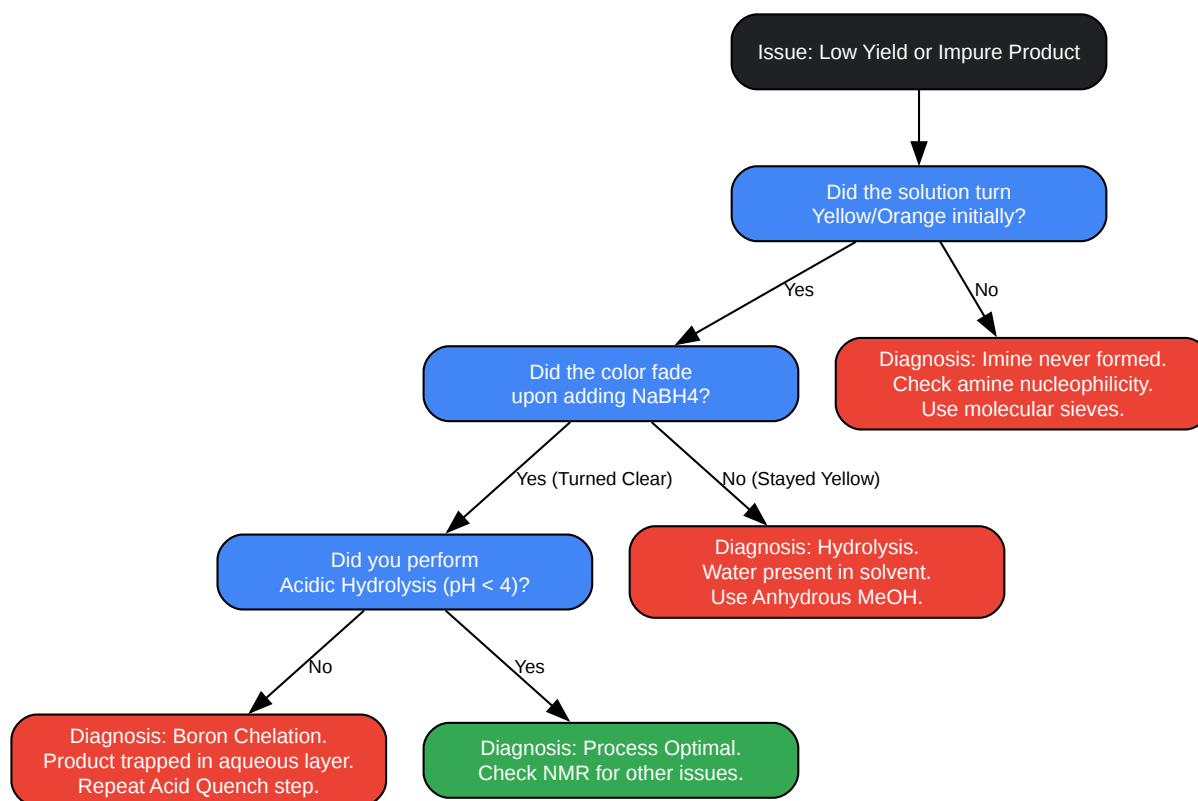 Issue: Low Yield or Impure Product
Did the solution turn
Yellow/Orange initially?
Yes
No
Did the color fade
upon adding NaBH4?
Diagnosis: Imine never formed.
Check amine nucleophilicity.
Use molecular sieves.
Yes (Turned Clear)
No (Stayed Yellow)
Did you perform
Acidic Hydrolysis (pH < 4)?
Diagnosis: Hydrolysis.
Water present in solvent.
Use Anhydrous MeOH.
No
Yes
Diagnosis: Boron Chelation.
Product trapped in aqueous layer.
Repeat Acid Quench step.
Diagnosis: Process Optimal.
Check NMR for other issues.